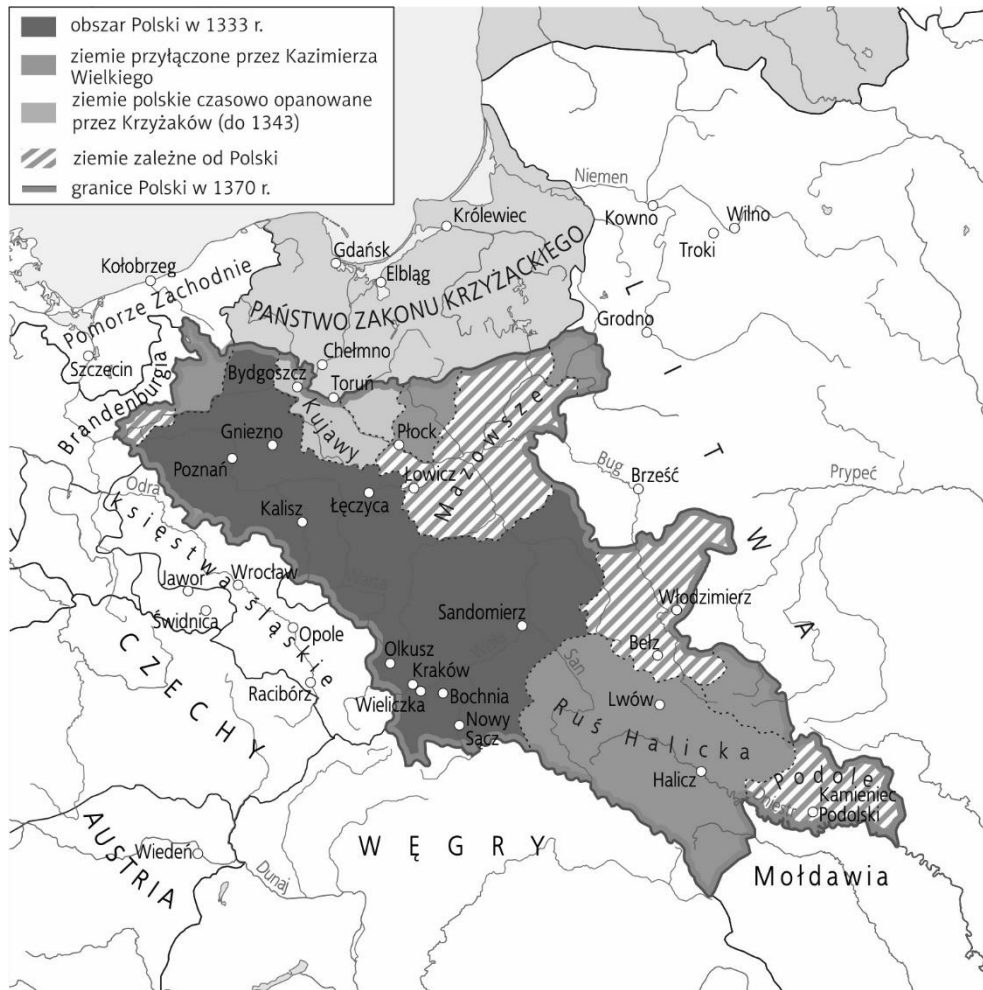 obszar Polski w 1333 r.
ziemie przyłączone przez Kazimierza
Wielkiego
ziemie polskie czasowo opanowane
przez Krzyżaków (do 1343)
ziemie zależne od Polski
granice Polski w 1370 r.
Niemen
Królewiec
Kowno
Wilno
Troki
Gdańsk
Kołobrzeg
Elbląg
Pomorze Zachodnie
PAŃSTWO ZAKONU KRZYŻACKIEGO
LITWA
Grodno
Szczecin
Chełmno
Brandenburgia
Bydgoszcz
Toruń
Kujawy
Mazowsze
Gniezno
Płock
Poznań
Łowicz
Bug
Brześć
Prypeć
Odra
Łęczyca
Kalisz
księstwa śląskie
Wrocław
Warta
Jawor
Świdnica
Włodzimierz
Sandomierz
Opole
Wisła
CZECHY
Bełz
Olkusz
San
Kraków
Racibórz
Wieliczka
Bochnia
Lwów
Nowy
Sącz
Ruś Halicka
Halicz
Podole
Dniestr
Kamieniec
Podolski
AUSTRIA
Wiedeń
WĘGRY
Dunaj
Mołdawia